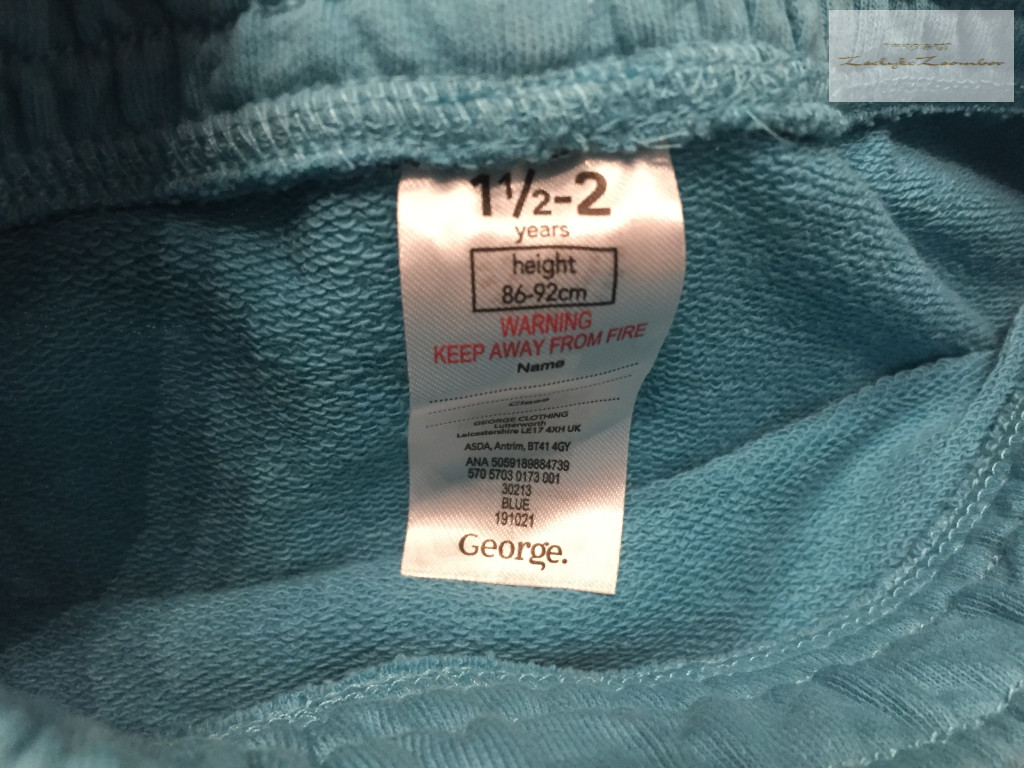 1½-2
years
height
86-92cm
WARNING
KEEP AWAY FROM FIRE
Name
Class
GEORGE CLOTHING
Lutterworth
Leicestershire LE17 4XH UK
ASDA, Antrim, BT41 4GY
ANA 5059189884739
570 5703 0173 001
30213
BLUE
191021
George.